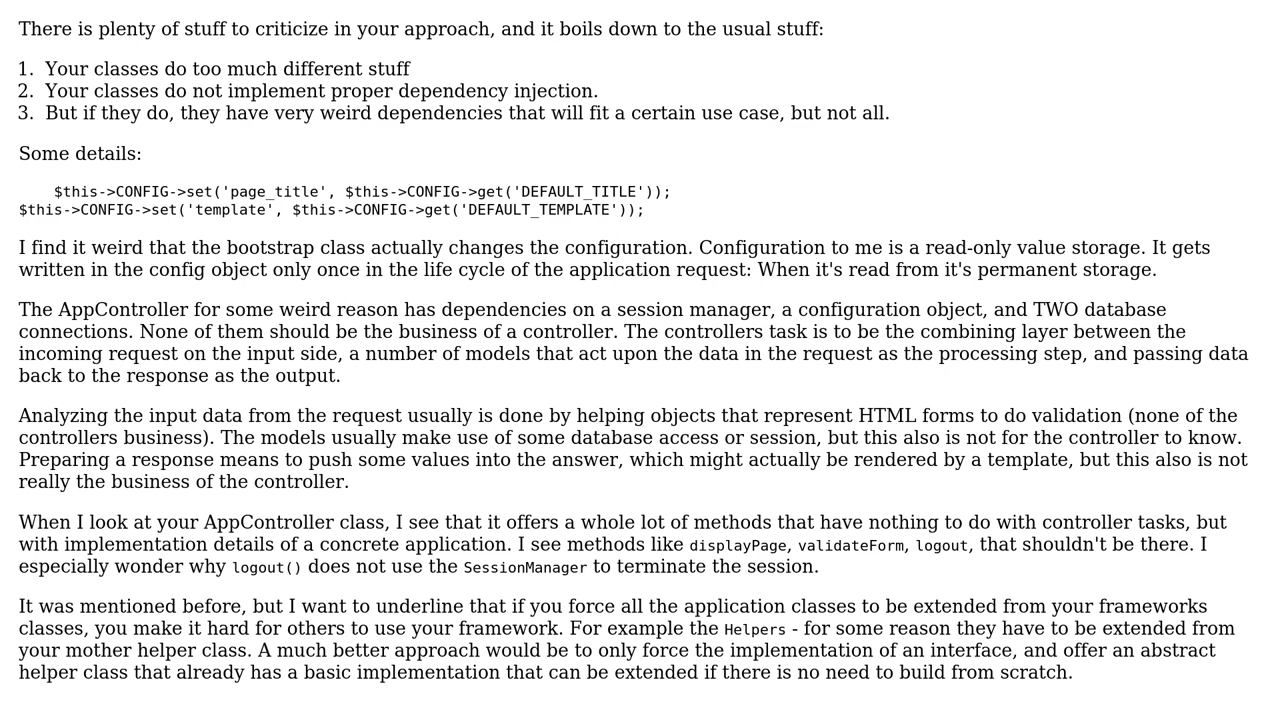 There is plenty of stuff to criticize in your approach, and it boils down to the usual stuff:
1. Your classes do too much different stuff
2. Your classes do not implement proper dependency injection.
3. But if they do, they have very weird dependencies that will fit a certain use case, but not all.
Some details:
    $this->CONFIG->set('page_title', $this->CONFIG->get('DEFAULT_TITLE'));
$this->CONFIG->set('template', $this->CONFIG->get('DEFAULT_TEMPLATE'));
I find it weird that the bootstrap class actually changes the configuration. Configuration to me is a read-only value storage. It gets
written in the config object only once in the life cycle of the application request: When it's read from it's permanent storage.
The AppController for some weird reason has dependencies on a session manager, a configuration object, and TWO database
connections. None of them should be the business of a controller. The controllers task is to be the combining layer between the
incoming request on the input side, a number of models that act upon the data in the request as the processing step, and passing data
back to the response as the output.
Analyzing the input data from the request usually is done by helping objects that represent HTML forms to do validation (none of the
controllers business). The models usually make use of some database access or session, but this also is not for the controller to know.
Preparing a response means to push some values into the answer, which might actually be rendered by a template, but this also is not
really the business of the controller.
When I look at your AppController class, I see that it offers a whole lot of methods that have nothing to do with controller tasks, but
with implementation details of a concrete application. I see methods like displayPage, validateForm, logout, that shouldn't be there. I
especially wonder why logout() does not use the SessionManager to terminate the session.
It was mentioned before, but I want to underline that if you force all the application classes to be extended from your frameworks
classes, you make it hard for others to use your framework. For example the Helpers - for some reason they have to be extended from
your mother helper class. A much better approach would be to only force the implementation of an interface, and offer an abstract
helper class that already has a basic implementation that can be extended if there is no need to build from scratch.